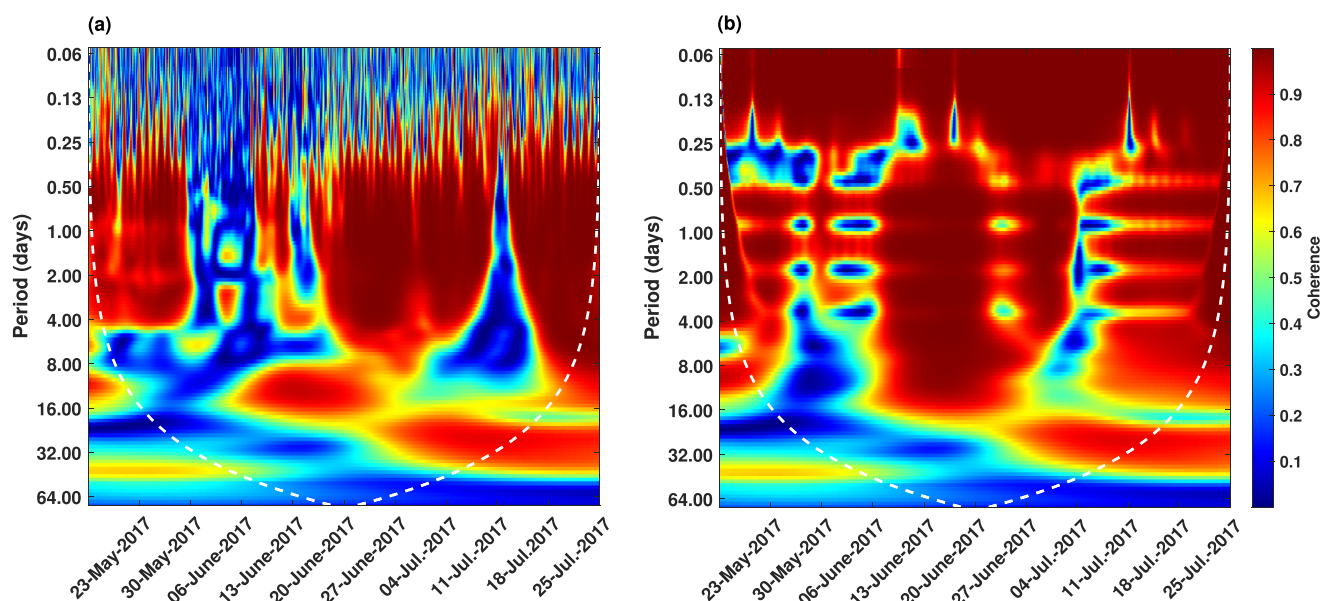 (a)
Period (days)
0.06
0.13
0.25
0.50
1.00
2.00
4.00
8.00
16.00
32.00
64.00
23-May-2017
30-May-2017
06-June-2017
13-June-2017
20-June-2017
27-June-2017
04-Jul.-2017
11-Jul.-2017
18-Jul.2017
25-Jul.-2017
(b)
Period (days)
0.06
0.13
0.25
0.50
1.00
2.00
4.00
8.00
16.00
32.00
64.00
23-May-2017
30-May-2017
06-June-2017
13-June-2017
20-June-2017
27-June-2017
04-Jul.-2017
11-Jul.-2017
18-Jul.-2017
25-Jul.-2017
0.9
0.8
0.7
0.6
0.5
0.4
0.3
0.2
0.1
Coherence